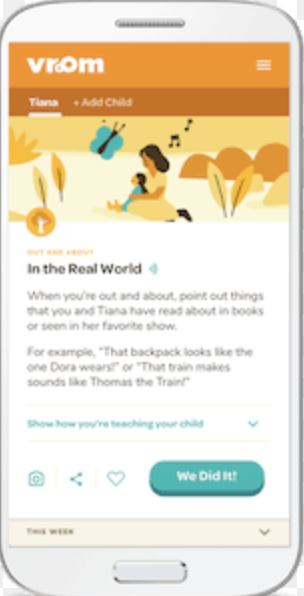 vroom
Tiana + Add Child
OUT AND ABOUT
In the Real World
When you're out and about, point out things
that you and Tiana have read about in books
or seen in her favorite show.
For example, "That backpack looks like the
one Dora wears!" or "That train makes
sounds like Thomas the Train!"
Show how you're teaching your child
We Did It!
THIS WEEK